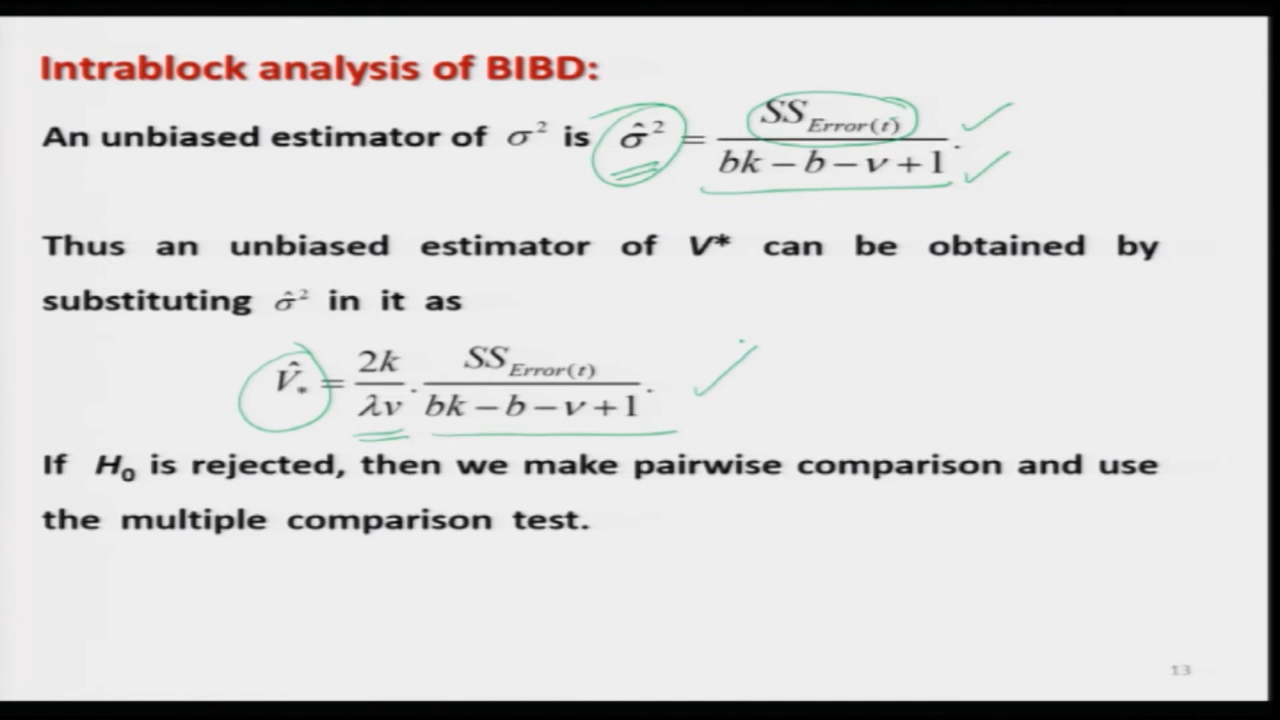 Intrablock analysis of BIBD:
An unbiased estimator of σ² is σ̂² = SS_Error(t) / (bk − b − v + 1).
Thus an unbiased estimator of V* can be obtained by
substituting σ̂² in it as
V̂_* = 2k / λv . SS_Error(t) / (bk − b − v + 1).
If H₀ is rejected, then we make pairwise comparison and use
the multiple comparison test.
13